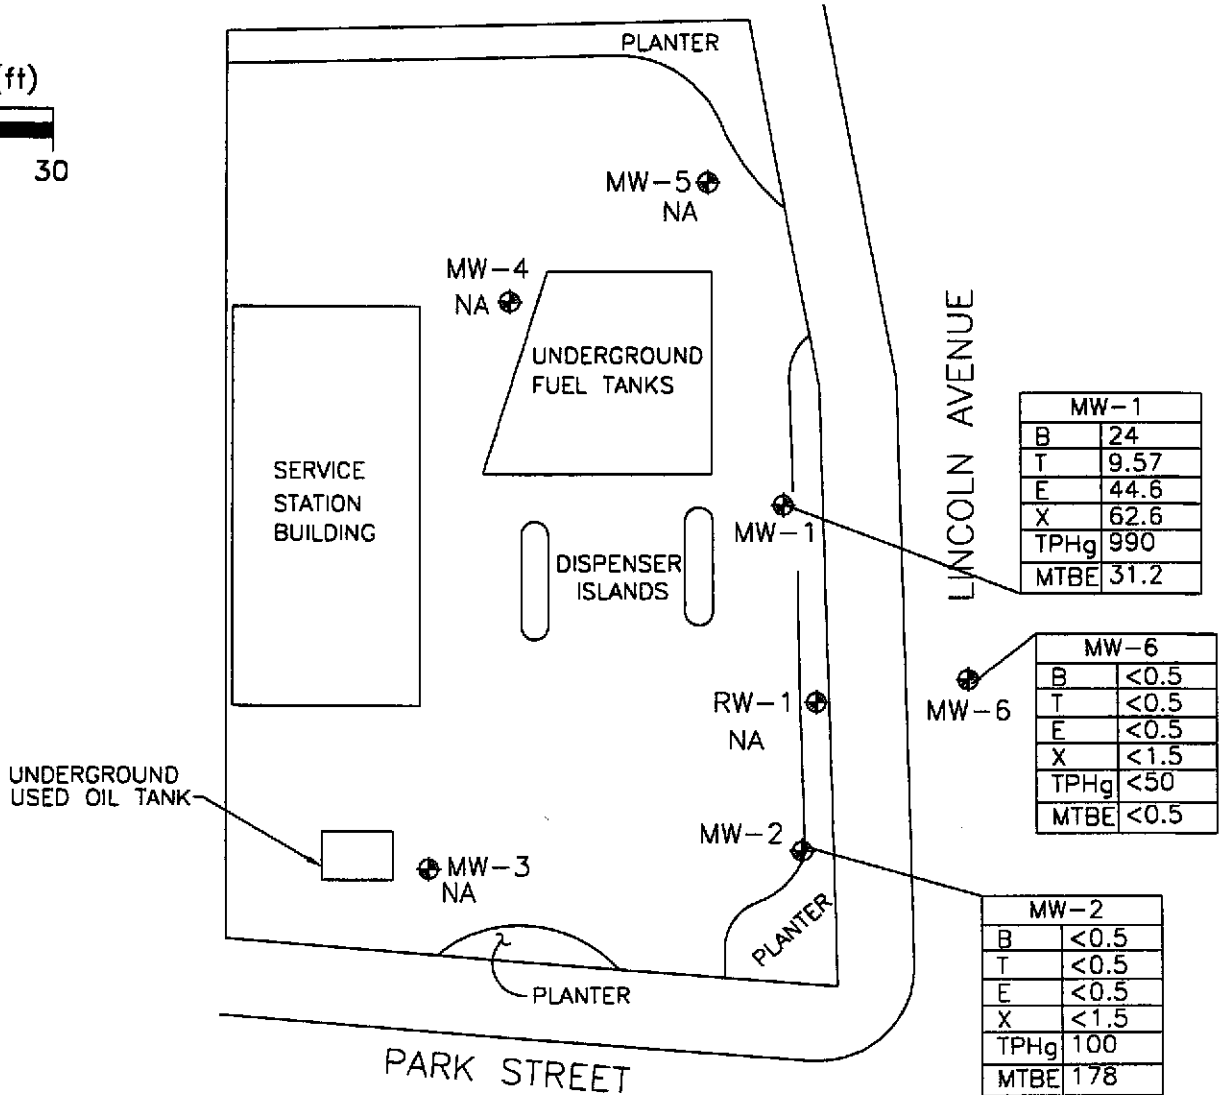 PLANTER
(ft)
30
MW-5
NA
MW-4
NA
UNDERGROUND
FUEL TANKS
LINCOLN AVENUE
SERVICE
STATION
BUILDING
MW-1
DISPENSER
ISLANDS
MW-1
B 24
T 9.57
E 44.6
X 62.6
TPHg 990
MTBE 31.2
MW-6
MW-6
B <0.5
T <0.5
E <0.5
X <1.5
TPHg <50
MTBE <0.5
RW-1
NA
UNDERGROUND
USED OIL TANK
MW-2
MW-3
NA
PLANTER
MW-2
B <0.5
T <0.5
E <0.5
X <1.5
TPHg 100
MTBE 178
PLANTER
PARK STREET